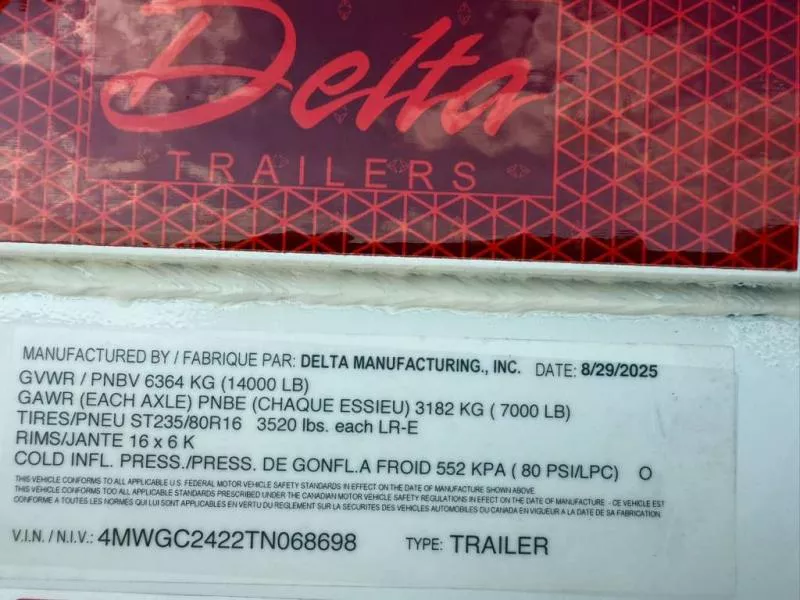 Delta
TRAILERS
MANUFACTURED BY / FABRIQUE PAR: DELTA MANUFACTURING., INC. DATE: 8/29/2025
GVWR / PNBV 6364 KG (14000 LB)
GAWR (EACH AXLE) PNBE (CHAQUE ESSIEU) 3182 KG ( 7000 LB)
TIRES/PNEU ST235/80R16 3520 lbs. each LR-E
RIMS/JANTE 16 x 6 K
COLD INFL. PRESS./PRESS. DE GONFL.A FROID 552 KPA ( 80 PSI/LPC) O
THIS VEHICLE CONFORMS TO ALL APPLICABLE U.S. FEDERAL MOTOR VEHICLE SAFETY STANDARDS IN EFFECT ON THE DATE OF MANUFACTURE SHOWN ABOVE.
THIS VEHICLE CONFORMS TOO ALL APPLICABLE STANDARDS PRESCRIBED UNDER THE CANADIAN MOTOR VEHICLE SAFETY REGULATIONS IN EFFECT ON THE DATE OF MANUFACTURE - CE VEHICULE EST
CONFORME A TOUTES LES NORMES QUI LUI SONT APPLICABLES EN VERTU DU REGLEMENT SUR LA SECURITES DES VEHICLES AUTOMOBILES DU CANADA EN VIGUEUR A LA DATE DE SA FABRICATION.
V.I.N. / N.I.V.: 4MWGC2422TN068698 TYPE: TRAILER